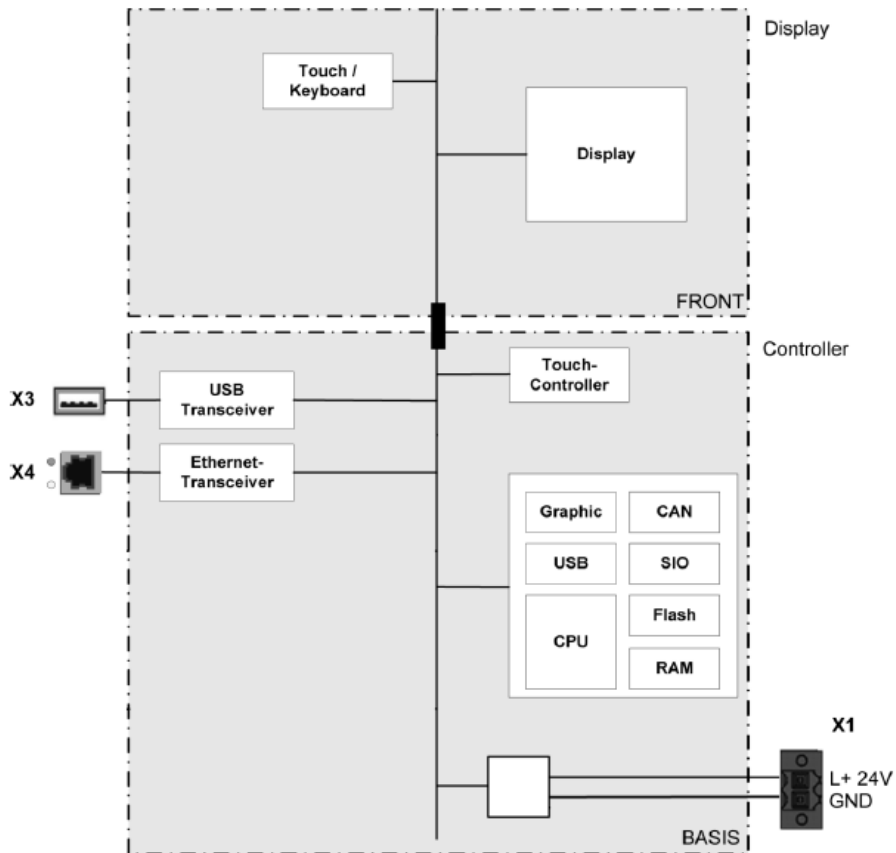 Display
Touch /
Keyboard
Display
FRONT
Controller
Touch-
Controller
X3
USB
Transceiver
X4
Ethernet-
Transceiver
Graphic
CAN
USB
SIO
CPU
Flash
RAM
X1
L+ 24V
GND
BASIS